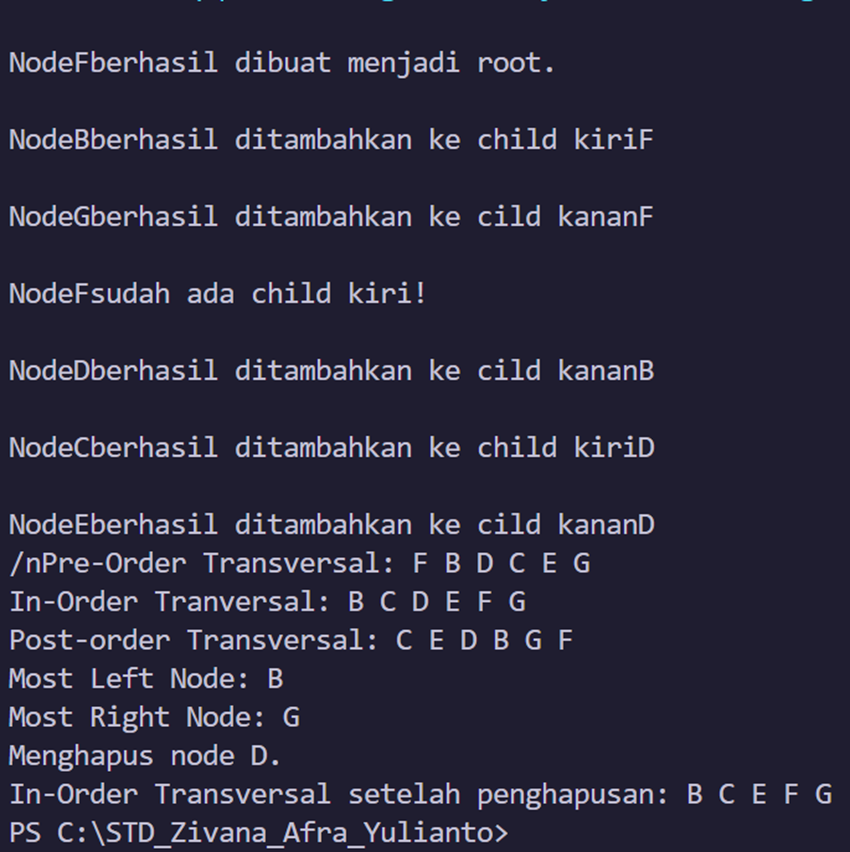 NodeFberhasil dibuat menjadi root.
NodeBberhasil ditambahkan ke child kiriF
NodeGberhasil ditambahkan ke cild kananF
NodeFsudah ada child kiri!
NodeDberhasil ditambahkan ke cild kananB
NodeCberhasil ditambahkan ke child kiriD
NodeEberhasil ditambahkan ke cild kananD
/nPre-Order Transversal: F B D C E G
In-Order Tranversal: B C D E F G
Post-order Transversal: C E D B G F
Most Left Node: B
Most Right Node: G
Menghapus node D.
In-Order Transversal setelah penghapusan: B C E F G
PS C:\STD_Zivana_Afra_Yulianto>